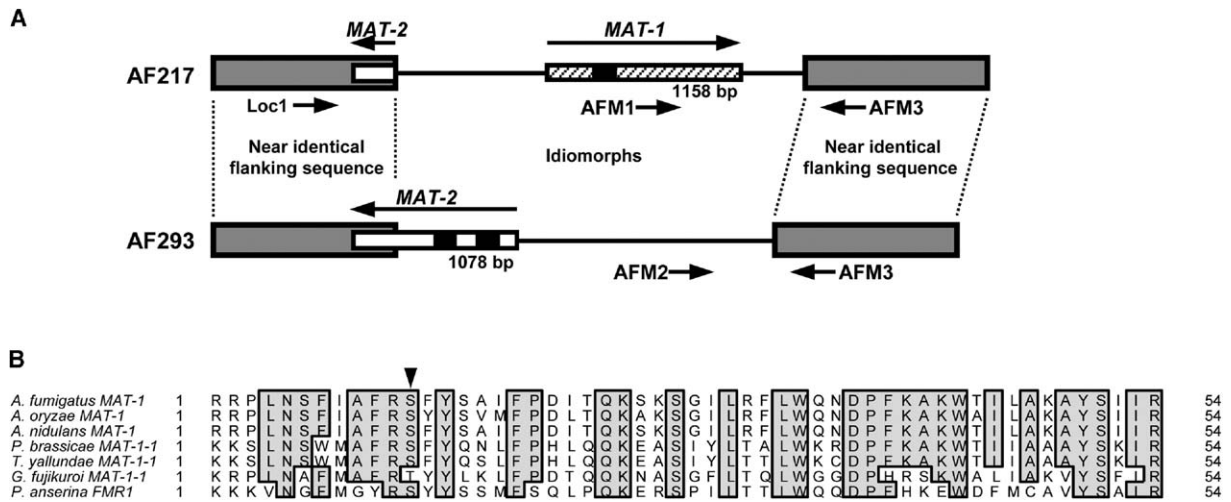 A
MAT-2 MAT-1
AF217
1158 bp
Loc1 AFM1 AFM3
Near identical flanking sequence Idiomorphs Near identical flanking sequence
MAT-2
AF293
1078 bp
AFM2 AFM3
B
A. fumigatus MAT-1 1 R R P L N S F I A F R S F Y S A I F P D I T Q K S K S G I L R F L W Q N D P F K A K W T I L A K A Y S I I R 54
A. oryzae MAT-1 1 R R P L N S F I A F R S Y Y S V M F P D I T Q K A K S G I L R F L W Q N D P F K A K W T I L A K A Y S I I R 54
A. nidulans MAT-1 1 R R P L N S F I A F R S F Y S A I F P D I T Q K S K S G I L R F L W Q N D P F K A K W T I L A K A Y S I I R 54
P. brassicae MAT-1-1 1 K K S L N S W M A F R S F Y Q N I F P H L Q Q K E A S I Y L T A L W K R D P F K A K W T I I A A A Y S K I R 54
T. yallundae MAT-1-1 1 K K S L N S W M A F R S F Y Q S L F P H L Q Q K E A S I Y L T T L W K C D P F K A K W T I I A A A Y S K I R 54
G. fujikuroi MAT-1-1 1 K R P L N A F M A F R T Y Y L K L F P D T Q Q K N A S G F L T Q L W G G D P H R S K W A L I A K V Y S F I R 54
P. anserina FMR1 1 K K K V N G F M G Y R S Y Y S S M F S Q L P Q K E R S P I L T T L W Q Q D P F H K E W D F M C A V Y S A I R 54